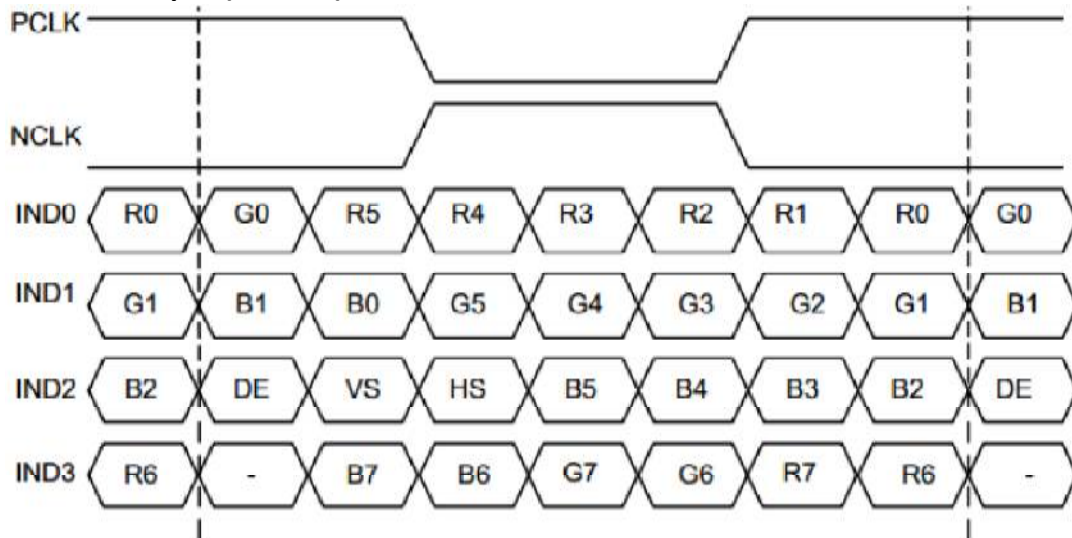 PCLK
NCLK
IND0 R0 G0 R5 R4 R3 R2 R1 R0 G0
IND1 G1 B1 B0 G5 G4 G3 G2 G1 B1
IND2 B2 DE VS HS B5 B4 B3 B2 DE
IND3 R6 - B7 B6 G7 G6 R7 R6 -